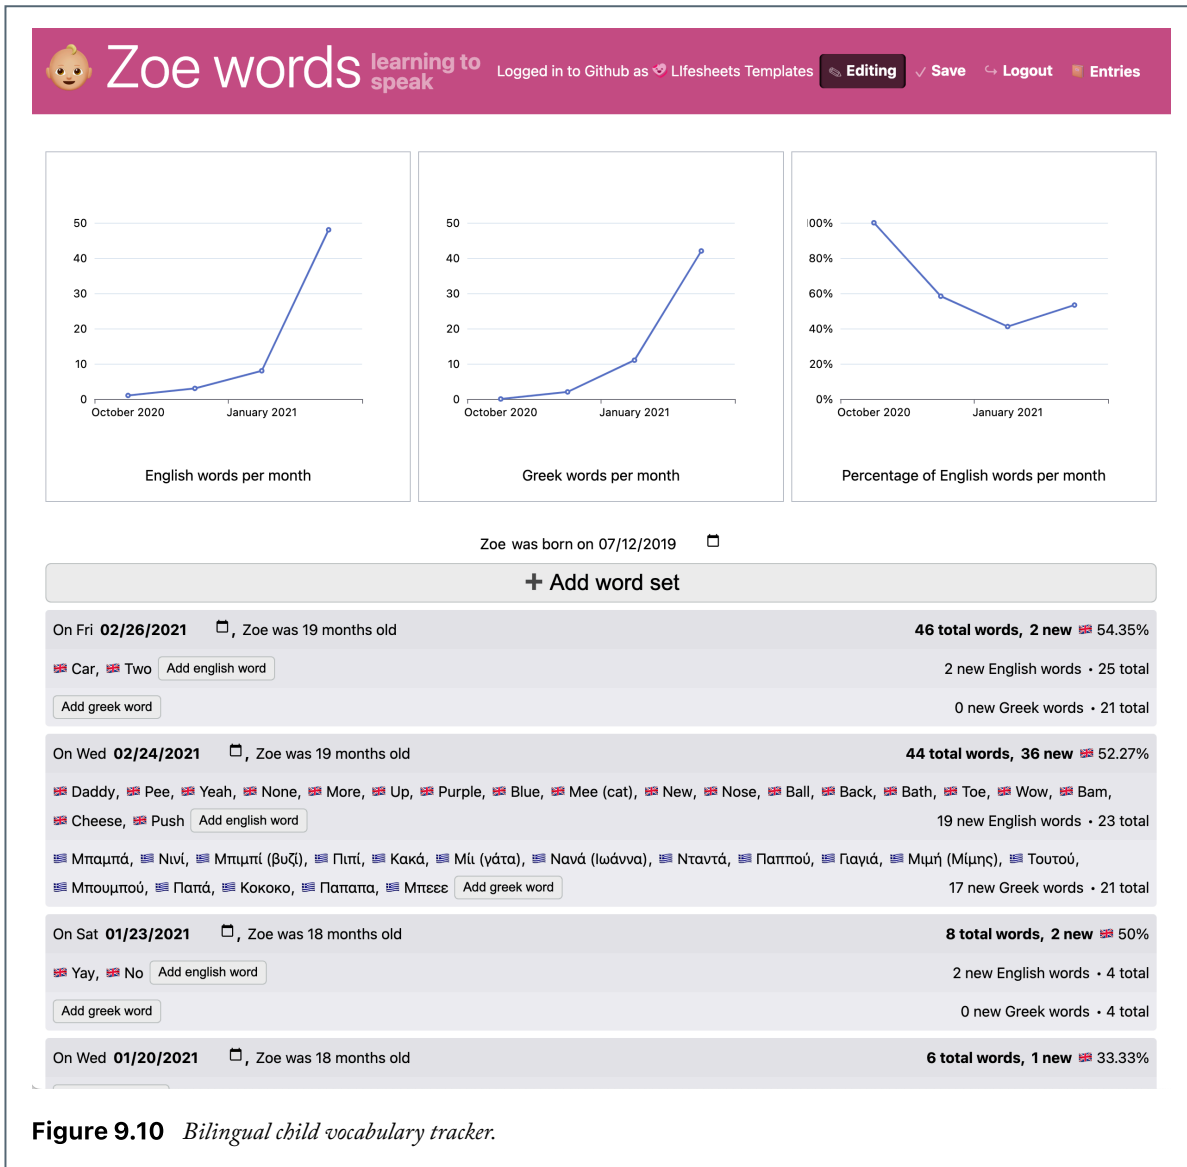 Zoe words learning to speak Logged in to Github as LIfesheets Templates Editing Save Logout Entries
50
40
30
20
10
0
October 2020 January 2021
English words per month
50
40
30
20
10
0
October 2020 January 2021
Greek words per month
100%
80%
60%
40%
20%
0%
October 2020 January 2021
Percentage of English words per month
Zoe was born on 07/12/2019
+ Add word set
On Fri 02/26/2021, Zoe was 19 months old 46 total words, 2 new 54.35%
Car, Two Add english word 2 new English words • 25 total
Add greek word 0 new Greek words • 21 total
On Wed 02/24/2021, Zoe was 19 months old 44 total words, 36 new 52.27%
Daddy, Pee, Yeah, None, More, Up, Purple, Blue, Mee (cat), New, Nose, Ball, Back, Bath, Toe, Wow, Bam,
Cheese, Push Add english word 19 new English words • 23 total
Μπαμπά, Νινί, Μπιμπί (βυζί), Πιπί, Κακά, Μίι (γάτα), Νανά (Ιωάννα), Νταντά, Παππού, Γιαγιά, Μιμή (Μίμης), Τουτού,
Μπουμπού, Παπά, Κοκοκο, Παπαπα, Μπεεε Add greek word 17 new Greek words • 21 total
On Sat 01/23/2021, Zoe was 18 months old 8 total words, 2 new 50%
Yay, No Add english word 2 new English words • 4 total
Add greek word 0 new Greek words • 4 total
On Wed 01/20/2021, Zoe was 18 months old 6 total words, 1 new 33.33%
Figure 9.10 Bilingual child vocabulary tracker.